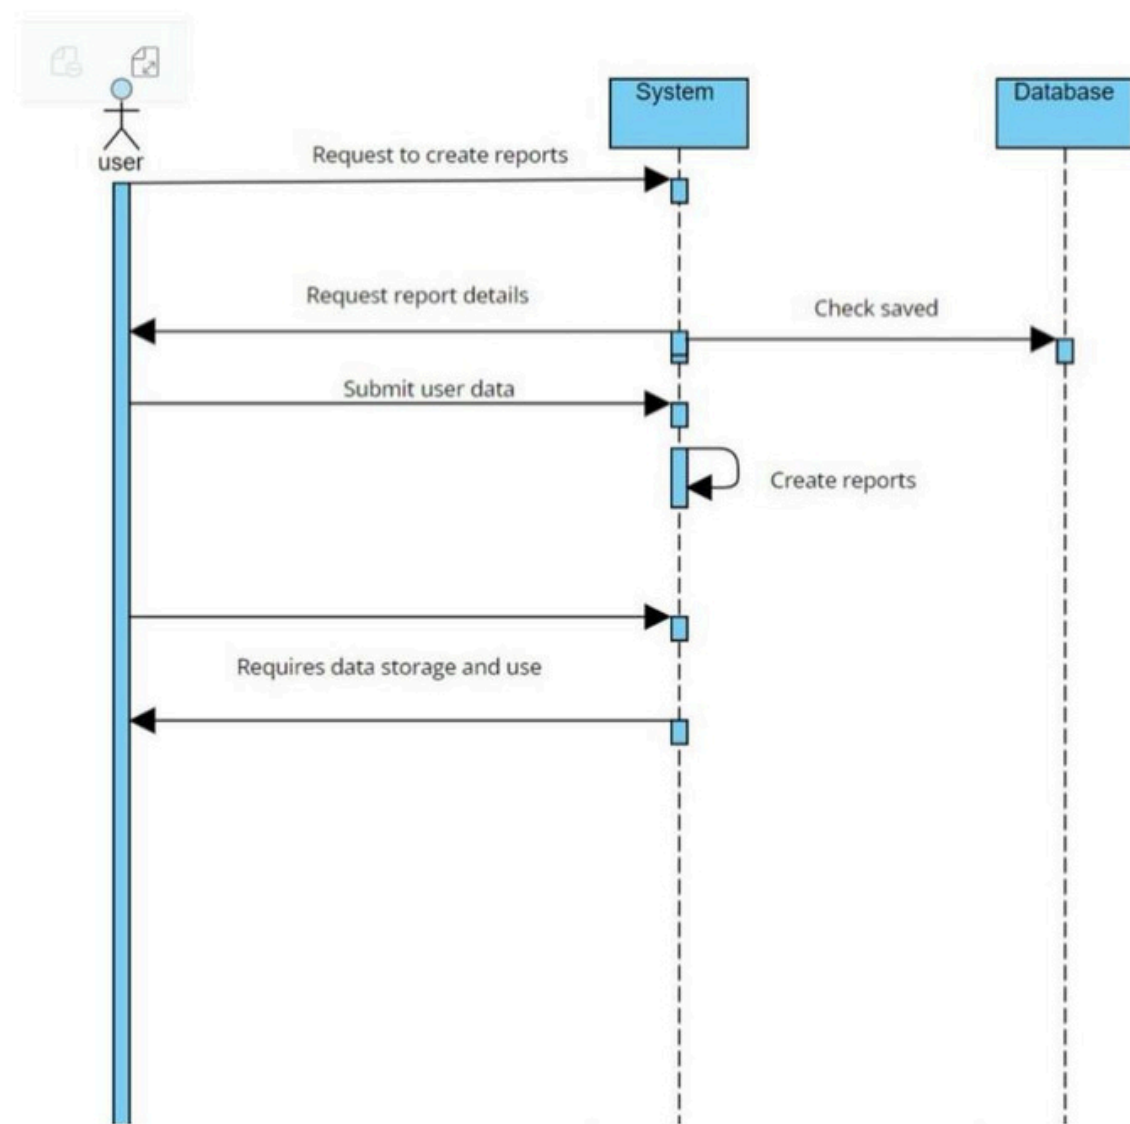 System
Database
user
Request to create reports
Request report details
Check saved
Submit user data
Create reports
Requires data storage and use